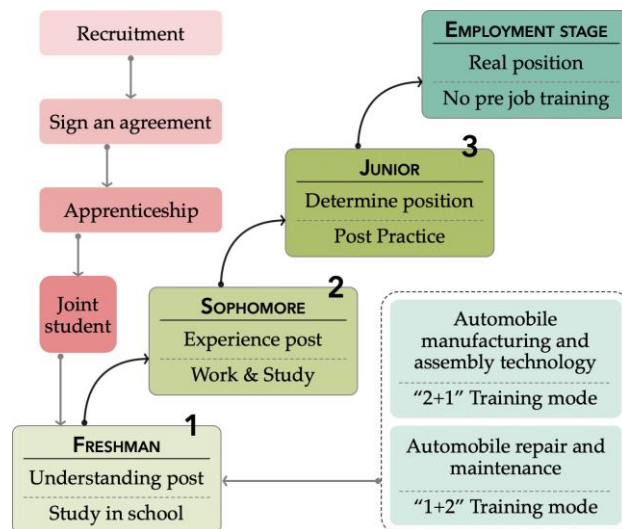 Recruitment
Sign an agreement
Apprenticeship
Joint
student
1
FRESHMAN
Understanding post
Study in school
2
SOPHOMORE
Experience post
Work & Study
3
JUNIOR
Determine position
Post Practice
EMPLOYMENT STAGE
Real position
No pre job training
Automobile
manufacturing and
assembly technology
“2+1” Training mode
Automobile repair and
maintenance
“1+2” Training mode